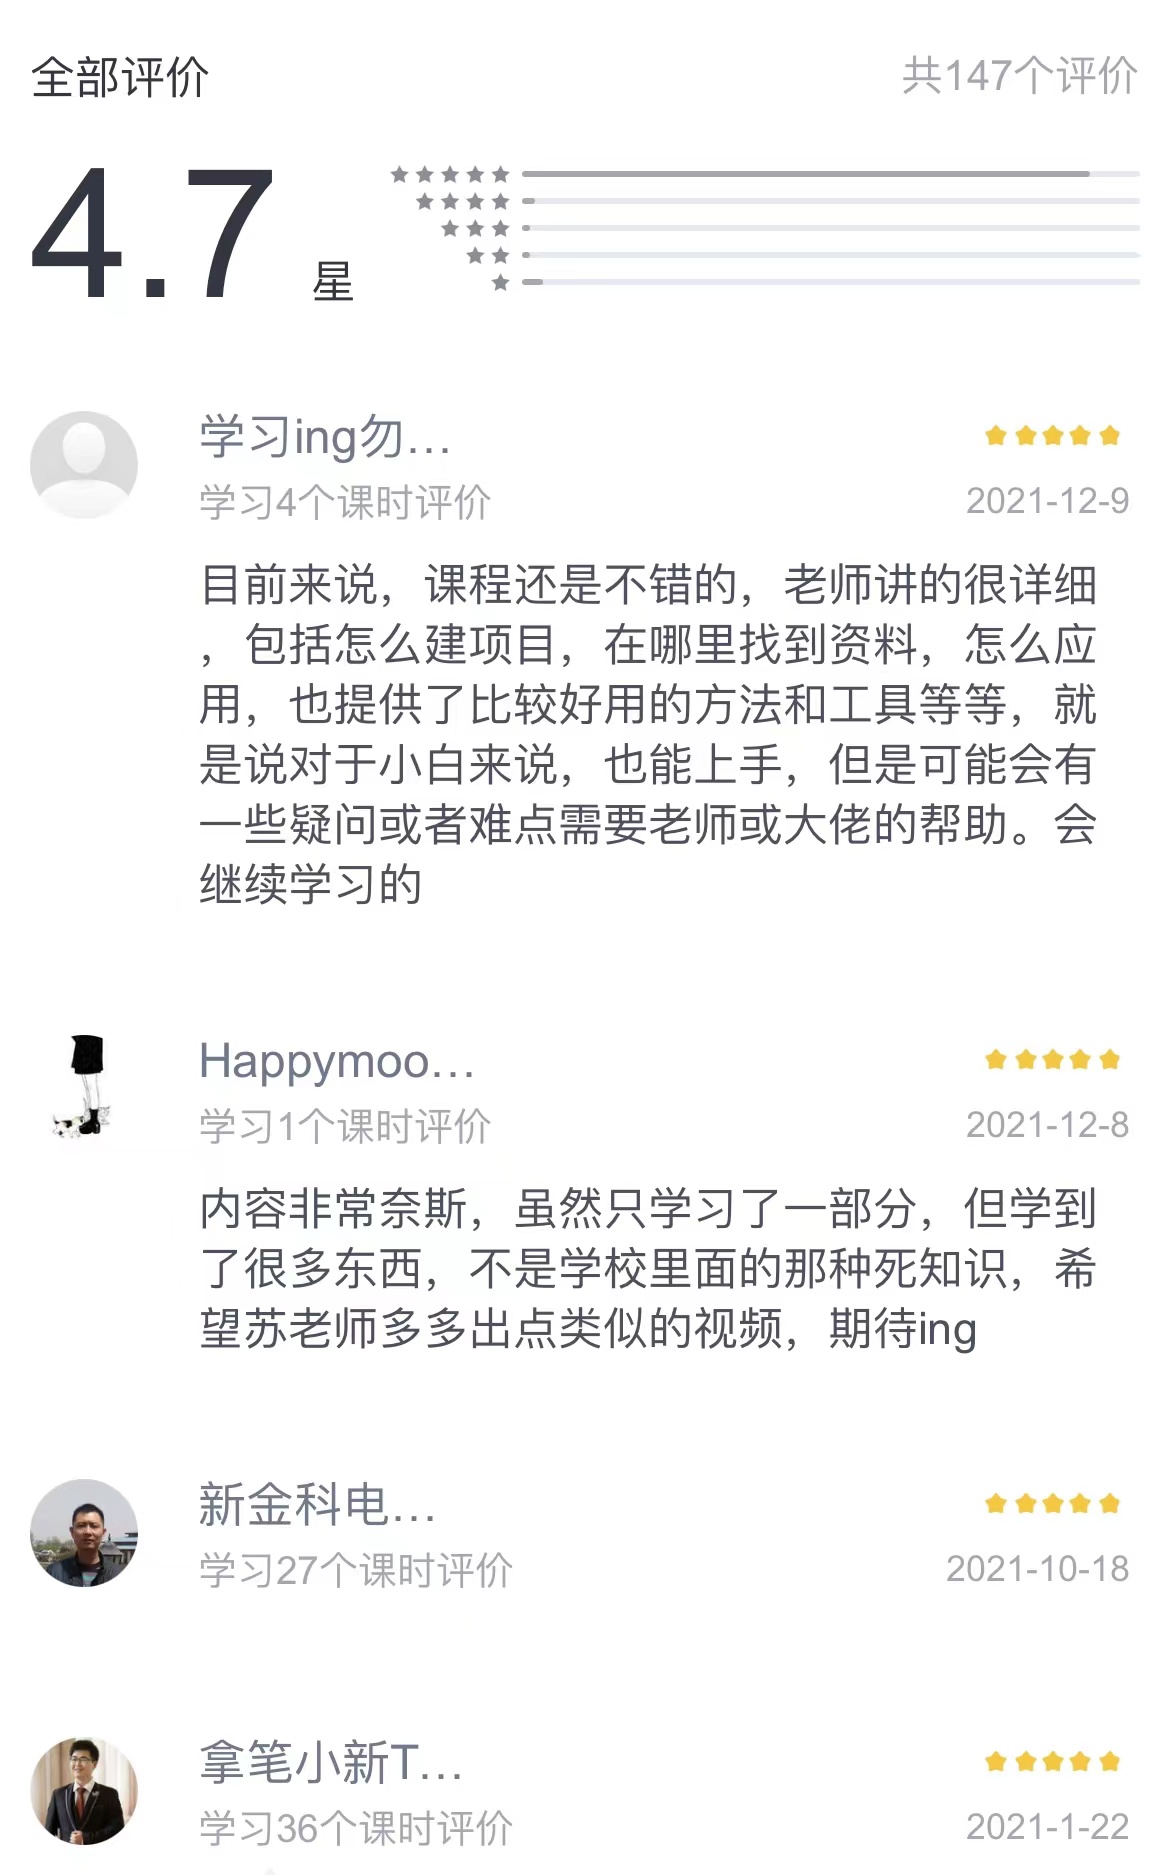 全部评价
共147个评价
4.7 星
学习ing勿...
学习4个课时评价
2021-12-9
目前来说，课程还是不错的，老师讲的很详细
，包括怎么建项目，在哪里找到资料，怎么应
用，也提供了比较好用的方法和工具等等，就
是说对于小白来说，也能上手，但是可能会有
一些疑问或者难点需要老师或大佬的帮助。会
继续学习的
Happymoo...
学习1个课时评价
2021-12-8
内容非常奈斯，虽然只学习了一部分，但学到
了很多东西，不是学校里面的那种死知识，希
望苏老师多多出点类似的视频，期待ing
新金科电...
学习27个课时评价
2021-10-18
拿笔小新T...
学习36个课时评价
2021-1-22